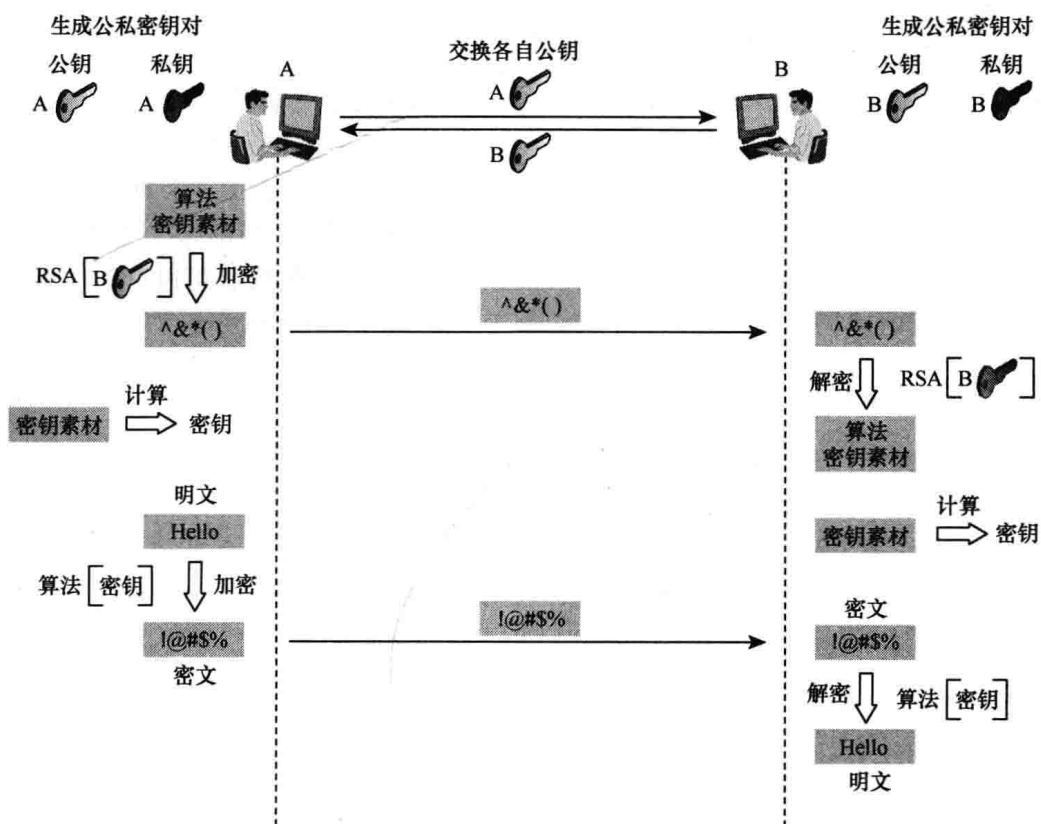 生成公私密钥对
公钥 私钥
A A
A
交换各自公钥
A
B
B
生成公私密钥对
公钥 私钥
B B
算法
密钥素材
RSA [B ] 加密
^&*( )
^&*( )
^&*( )
解密 RSA [B ]
算法
密钥素材
密钥素材 计算 密钥
密钥素材 计算 密钥
明文
Hello
算法 [密钥] 加密
!@#$%
密文
!@#$%
密文
!@#$%
解密 算法 [密钥]
Hello
明文